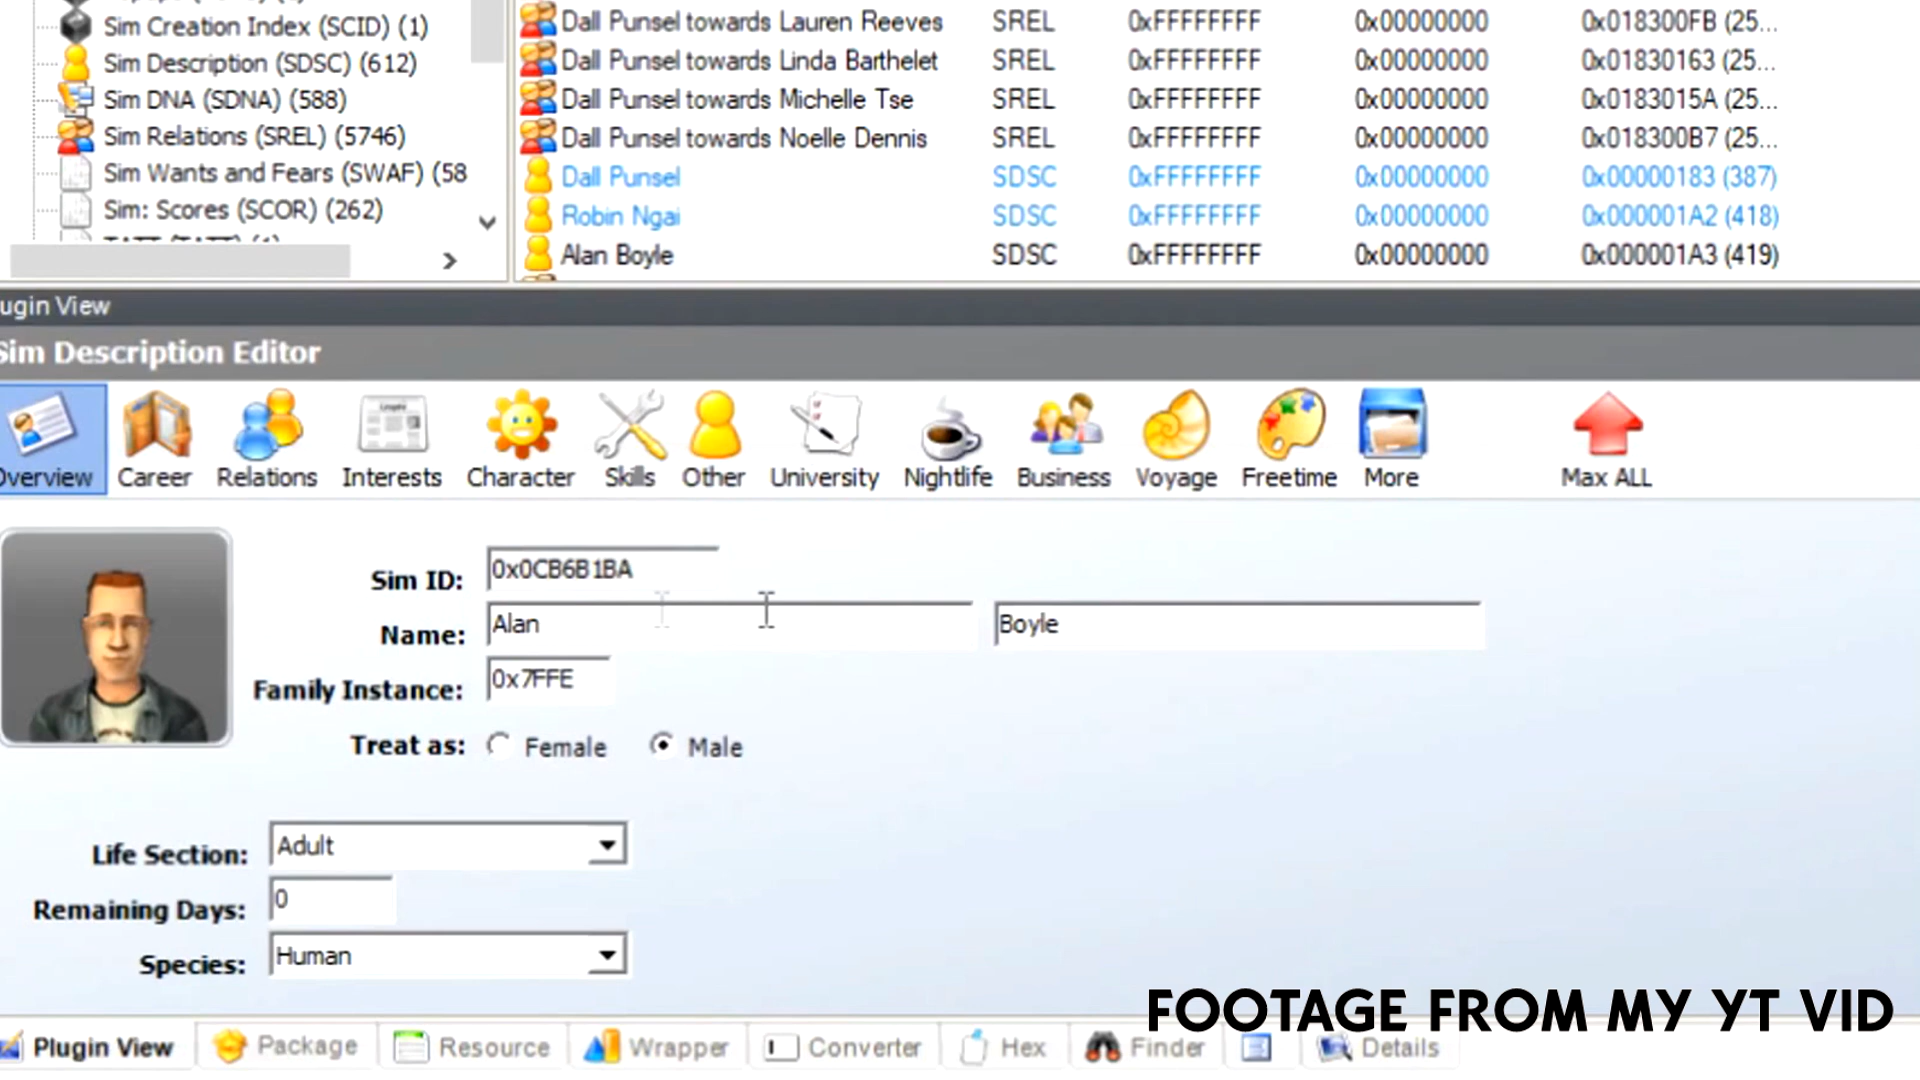 Sim Creation Index (SCID) (1)
Sim Description (SDSC) (612)
Sim DNA (SDNA) (588)
Sim Relations (SREL) (5746)
Sim Wants and Fears (SWAF) (58
Sim: Scores (SCOR) (262)
Dall Punsel towards Lauren Reeves SREL 0xFFFFFFFF 0x00000000 0x018300FB (25...
Dall Punsel towards Linda Barthelet SREL 0xFFFFFFFF 0x00000000 0x01830163 (25...
Dall Punsel towards Michelle Tse SREL 0xFFFFFFFF 0x00000000 0x0183015A (25...
Dall Punsel towards Noelle Dennis SREL 0xFFFFFFFF 0x00000000 0x018300B7 (25...
Dall Punsel SDSC 0xFFFFFFFF 0x00000000 0x00000183 (387)
Robin Ngai SDSC 0xFFFFFFFF 0x00000000 0x000001A2 (418)
Alan Boyle SDSC 0xFFFFFFFF 0x00000000 0x000001A3 (419)
ugin View
Sim Description Editor
Overview Career Relations Interests Character Skills Other University Nightlife Business Voyage Freetime More Max ALL
Sim ID: 0x0CB6B1BA
Name: Alan Boyle
Family Instance: 0x7FFE
Treat as: Female Male
Life Section: Adult
Remaining Days: 0
Species: Human
FOOTAGE FROM MY YT VID
Plugin View Package Resource Wrapper Converter Hex Finder Details